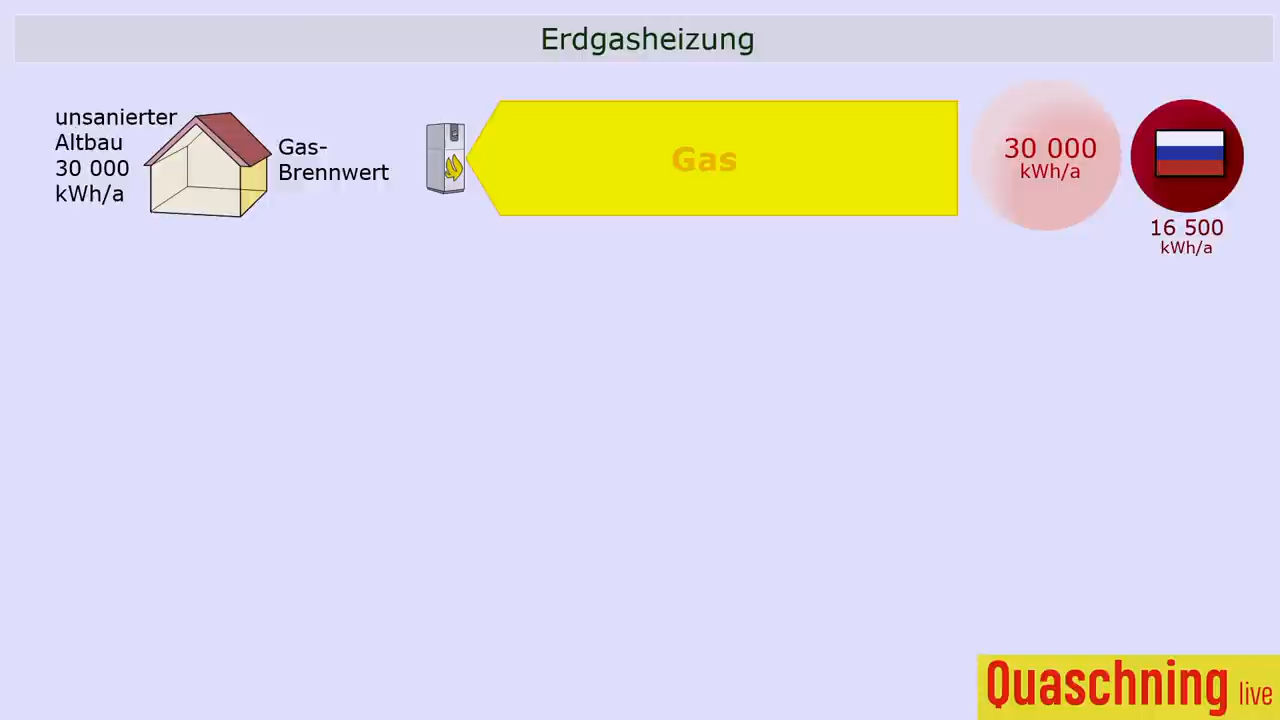 Erdgasheizung
unsanierter
Altbau
30 000
kWh/a
Gas-
Brennwert
Gas
30 000
kWh/a
16 500
kWh/a
Quaschning live